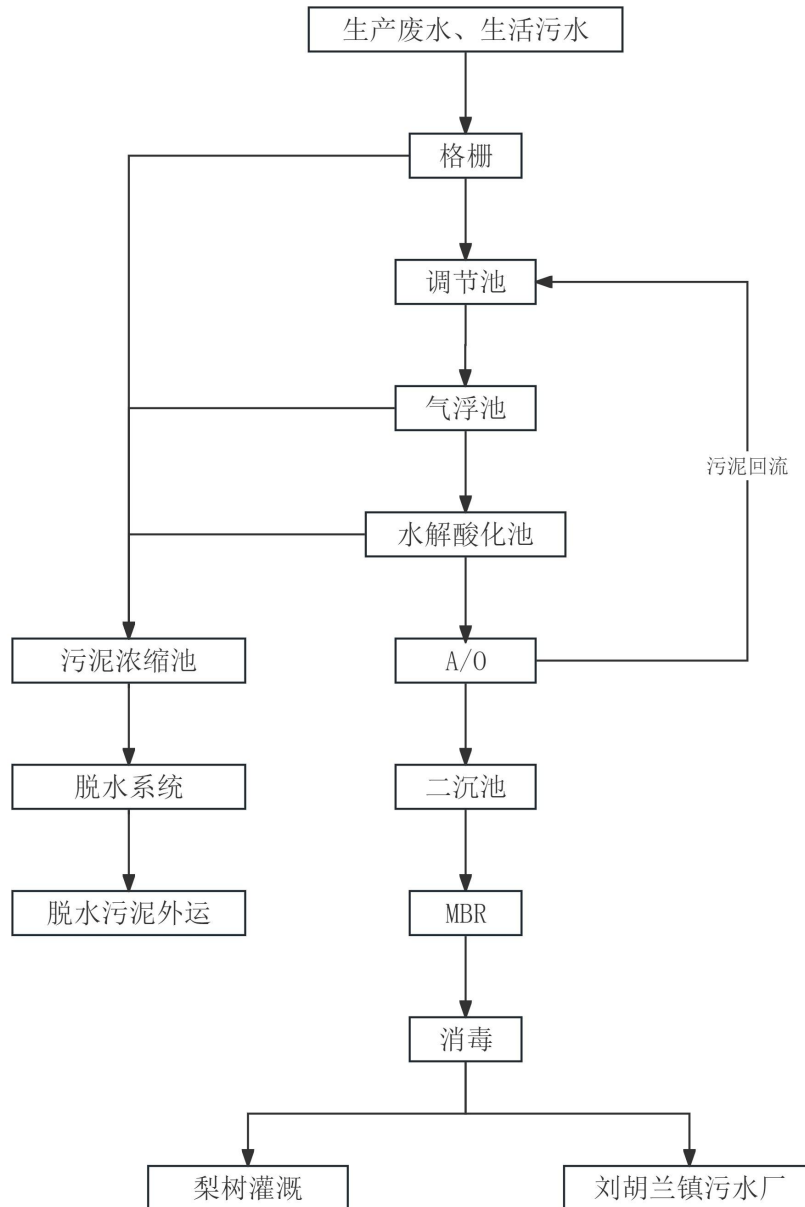 生产废水、生活污水
格栅
调节池
气浮池
污泥回流
水解酸化池
污泥浓缩池
A/O
脱水系统
二沉池
脱水污泥外运
MBR
消毒
梨树灌溉
刘胡兰镇污水厂